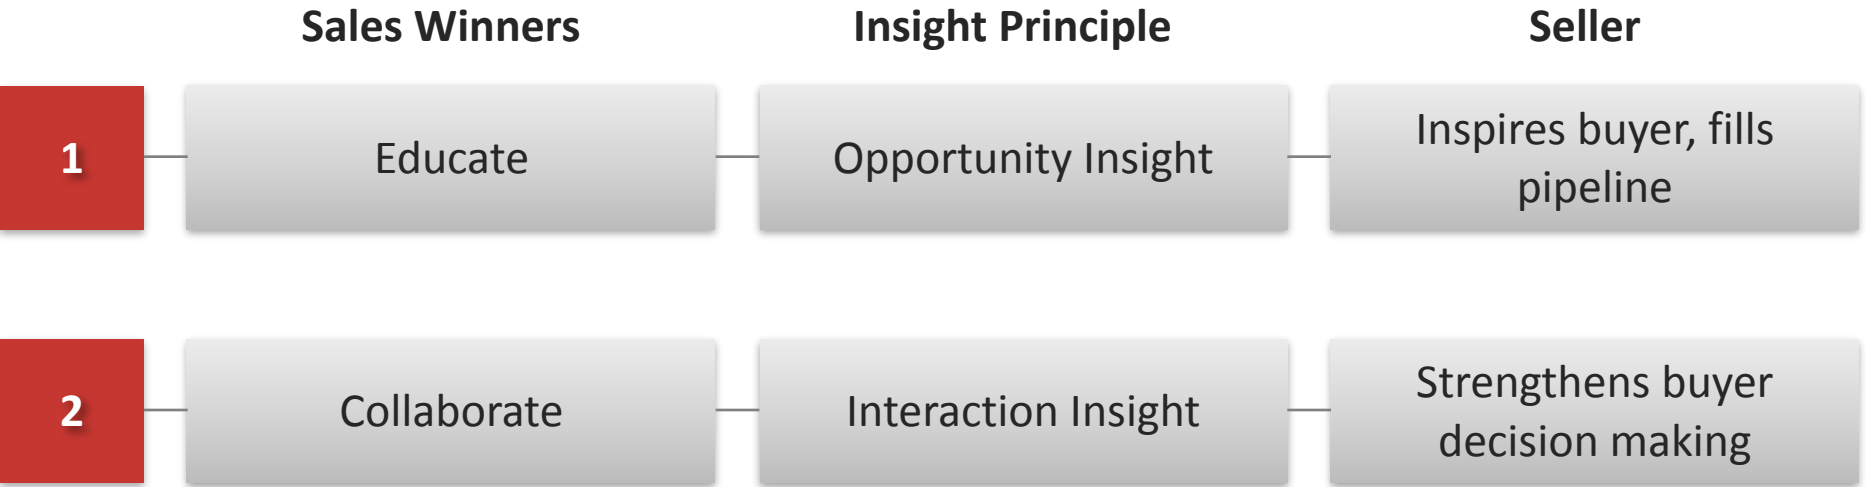 Sales Winners
Insight Principle
Seller
1
Educate
Opportunity Insight
Inspires buyer, fills
pipeline
2
Collaborate
Interaction Insight
Strengthens buyer
decision making